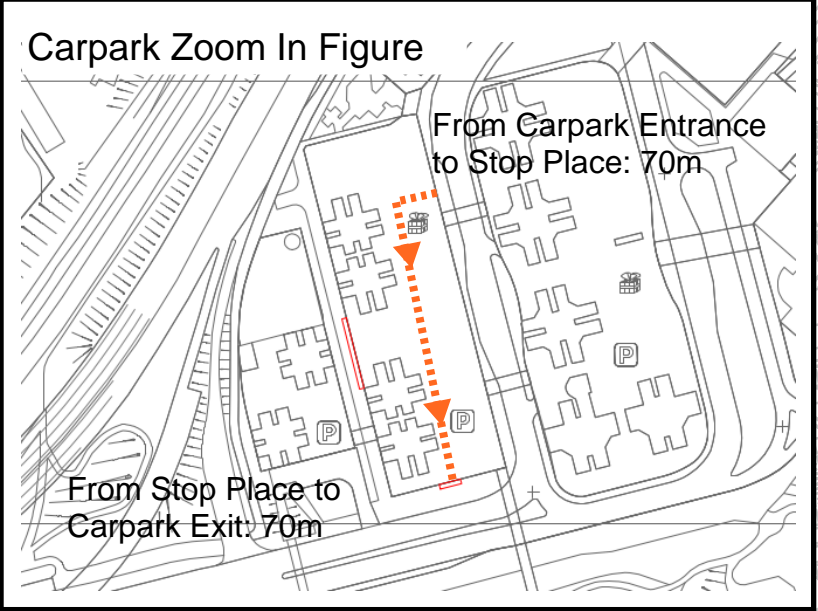 Carpark Zoom In Figure
From Carpark Entrance
to Stop Place: 70m
P
P
P
From Stop Place to
Carpark Exit: 70m